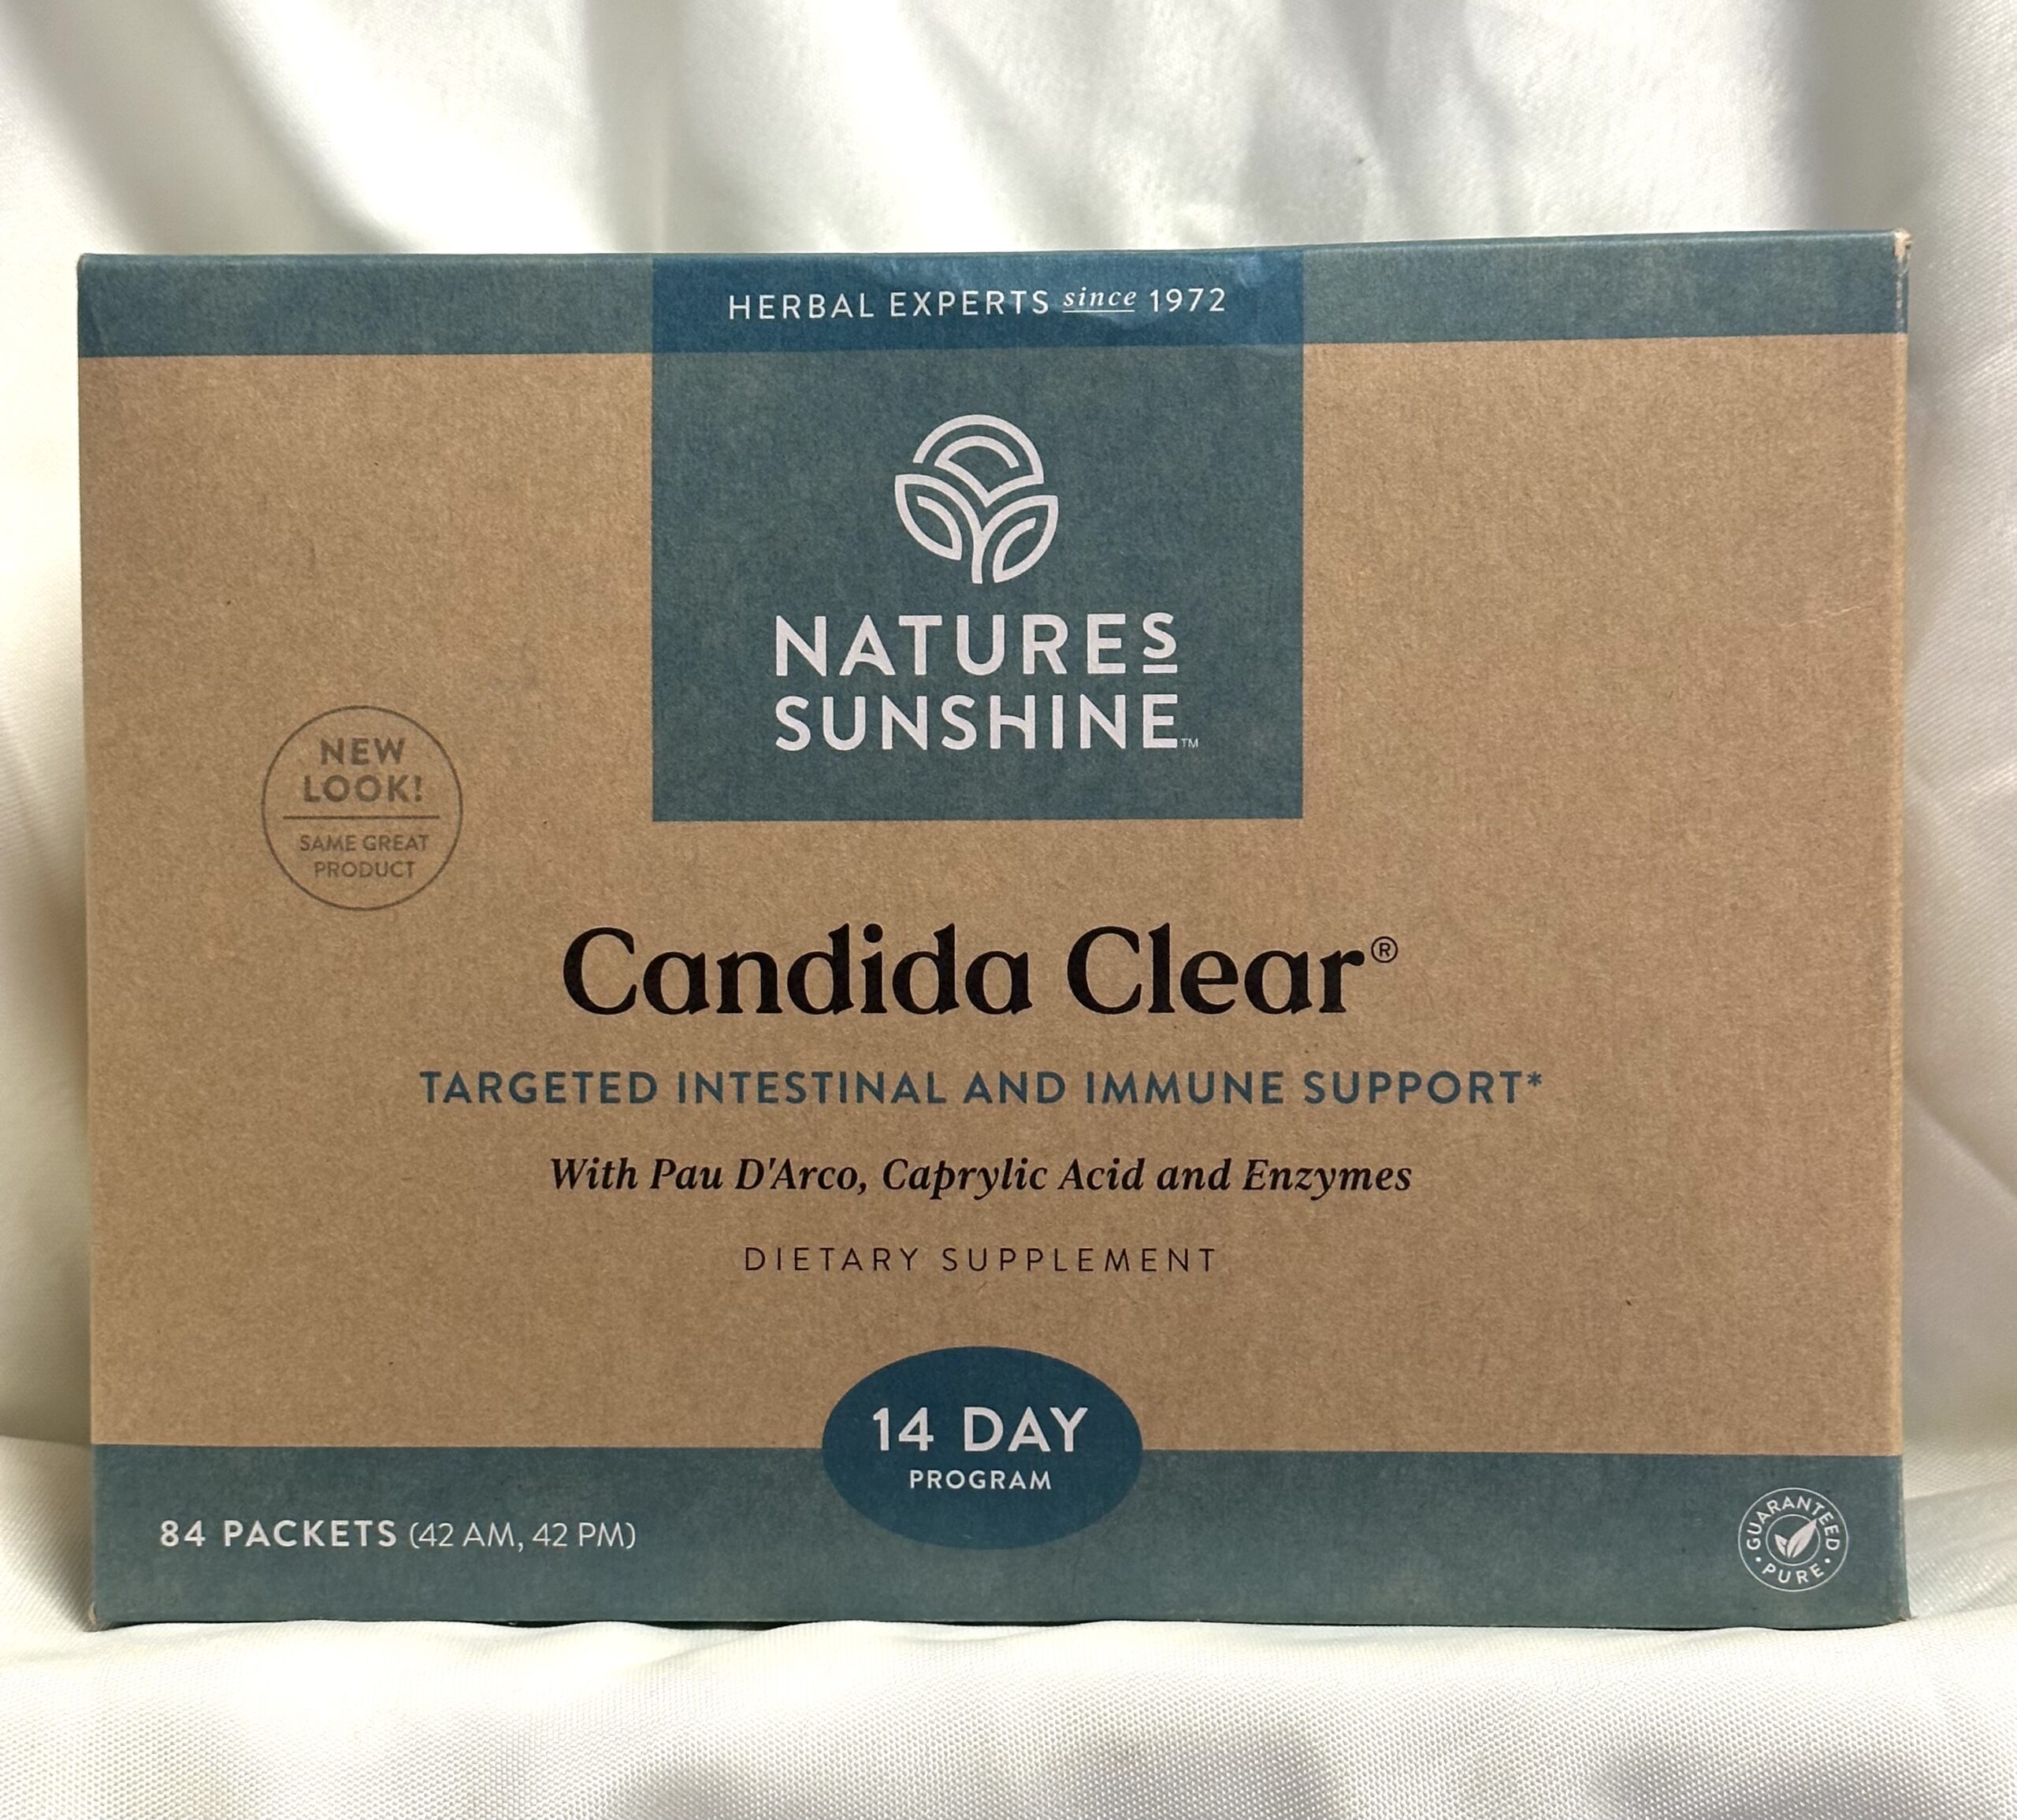 HERBAL EXPERTS since 1972
NATURES
SUNSHINE™
NEW
LOOK!
SAME GREAT
PRODUCT
Candida Clear®
TARGETED INTESTINAL AND IMMUNE SUPPORT*
With Pau D'Arco, Caprylic Acid and Enzymes
DIETARY SUPPLEMENT
14 DAY
PROGRAM
84 PACKETS (42 AM, 42 PM)
GUARANTEED
• PURE •